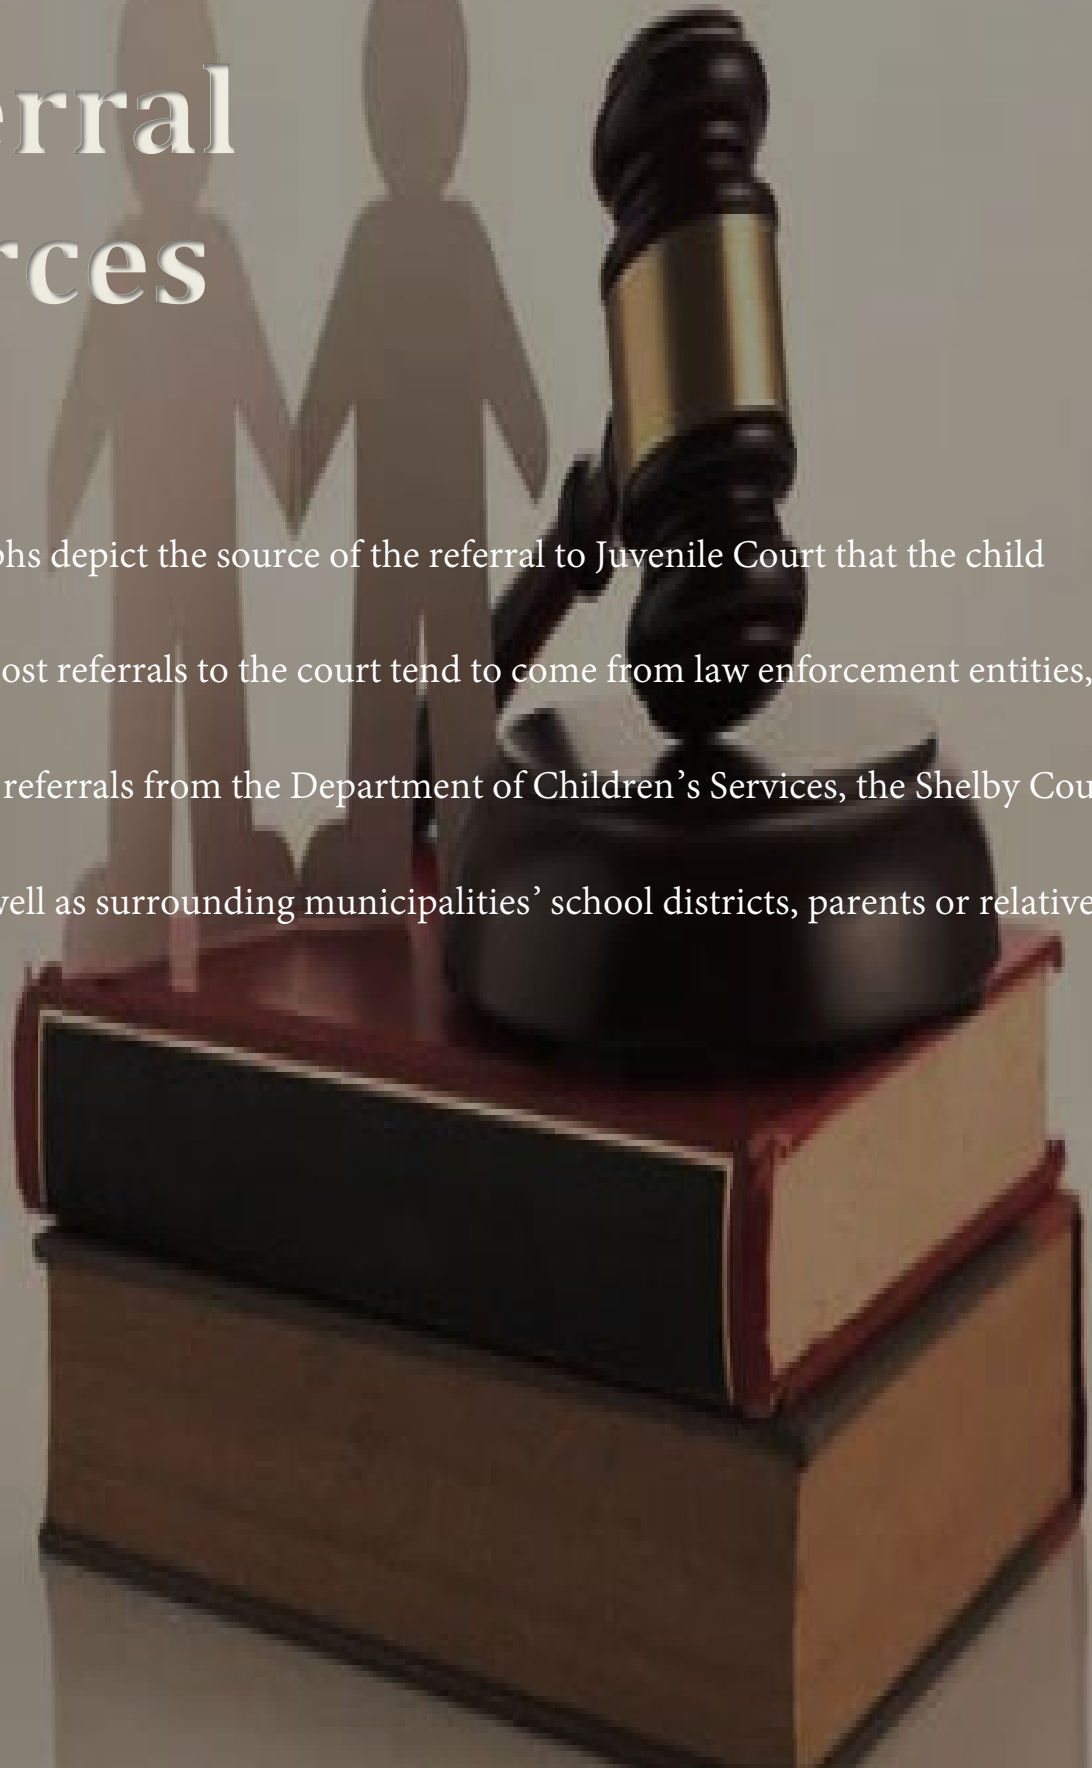 erral
rces
phs depict the source of the referral to Juvenile Court that the child
ost referrals to the court tend to come from law enforcement entities,
referrals from the Department of Children’s Services, the Shelby Cou
well as surrounding municipalities’ school districts, parents or relative